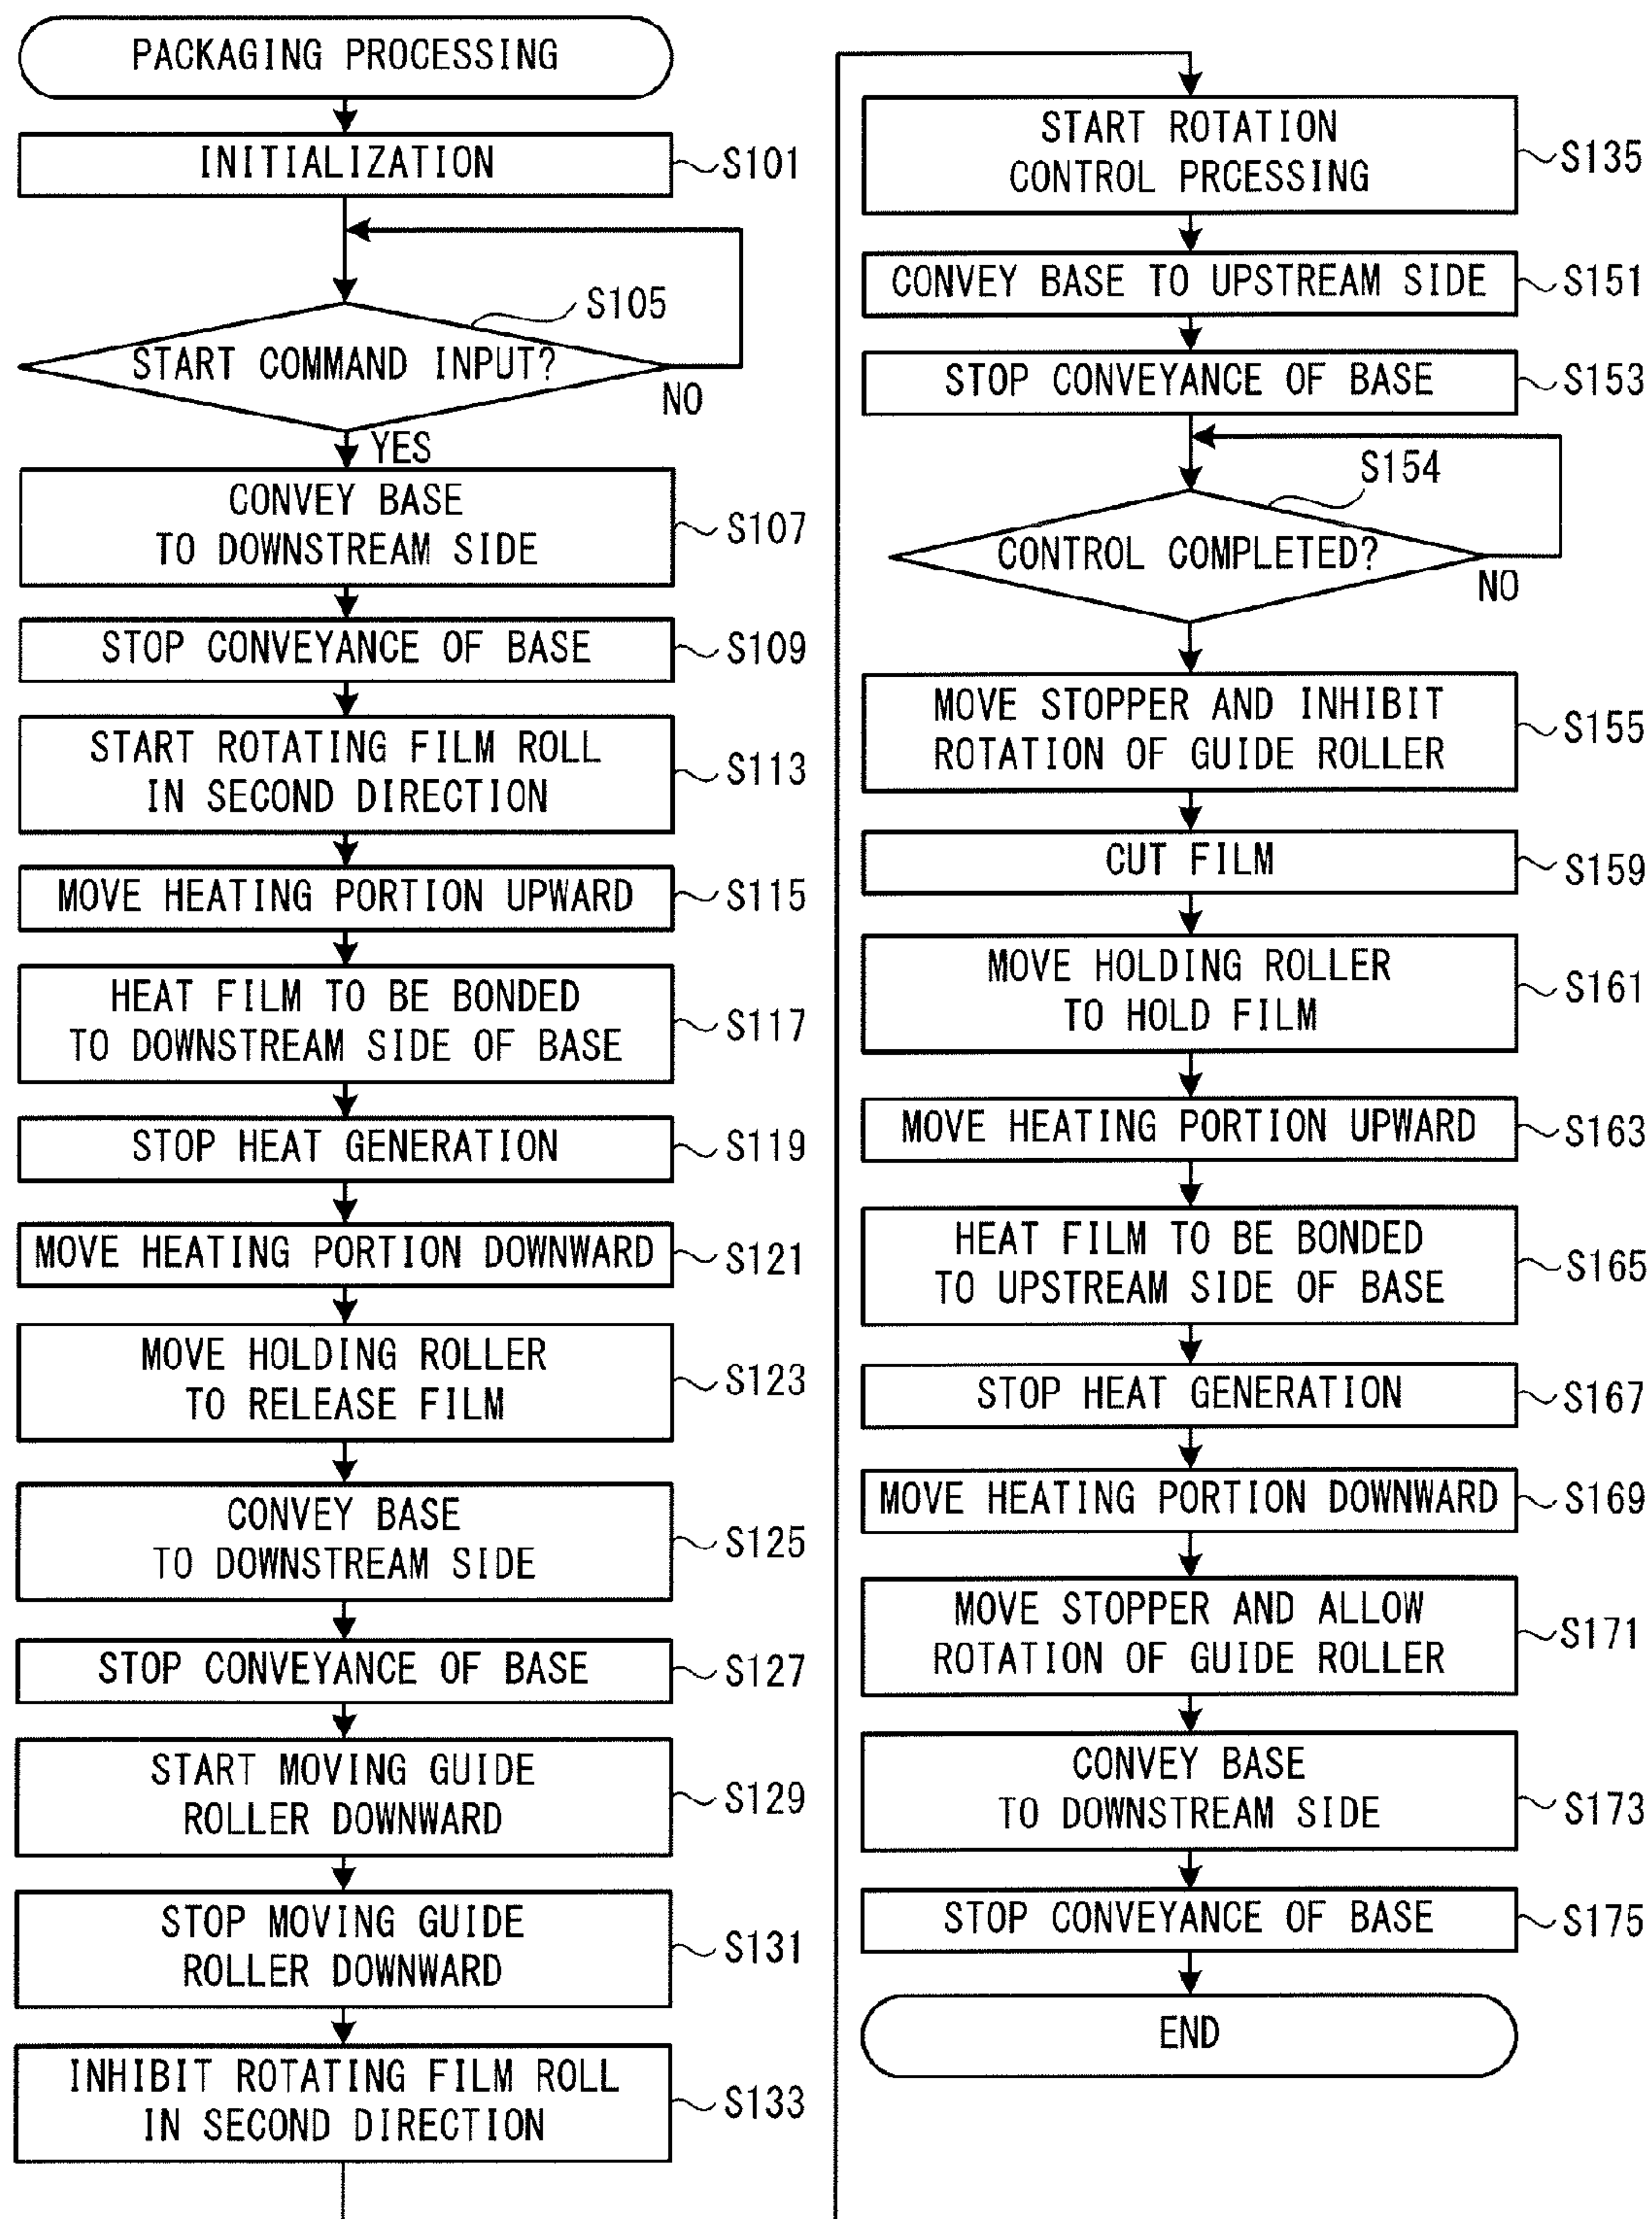 PACKAGING PROCESSING
INITIALIZATION
S101
S105
START COMMAND INPUT?
NO
YES
CONVEY BASE
TO DOWNSTREAM SIDE
S107
STOP CONVEYANCE OF BASE
S109
START ROTATING FILM ROLL
IN SECOND DIRECTION
S113
MOVE HEATING PORTION UPWARD
S115
HEAT FILM TO BE BONDED
TO DOWNSTREAM SIDE OF BASE
S117
STOP HEAT GENERATION
S119
MOVE HEATING PORTION DOWNWARD
S121
MOVE HOLDING ROLLER
TO RELEASE FILM
S123
CONVEY BASE
TO DOWNSTREAM SIDE
S125
STOP CONVEYANCE OF BASE
S127
START MOVING GUIDE
ROLLER DOWNWARD
S129
STOP MOVING GUIDE
ROLLER DOWNWARD
S131
INHIBIT ROTATING FILM ROLL
IN SECOND DIRECTION
S133
START ROTATION
CONTROL PRCESSING
S135
CONVEY BASE TO UPSTREAM SIDE
S151
STOP CONVEYANCE OF BASE
S153
S154
CONTROL COMPLETED?
NO
MOVE STOPPER AND INHIBIT
ROTATION OF GUIDE ROLLER
S155
CUT FILM
S159
MOVE HOLDING ROLLER
TO HOLD FILM
S161
MOVE HEATING PORTION UPWARD
S163
HEAT FILM TO BE BONDED
TO UPSTREAM SIDE OF BASE
S165
STOP HEAT GENERATION
S167
MOVE HEATING PORTION DOWNWARD
S169
MOVE STOPPER AND ALLOW
ROTATION OF GUIDE ROLLER
S171
CONVEY BASE
TO DOWNSTREAM SIDE
S173
STOP CONVEYANCE OF BASE
S175
END